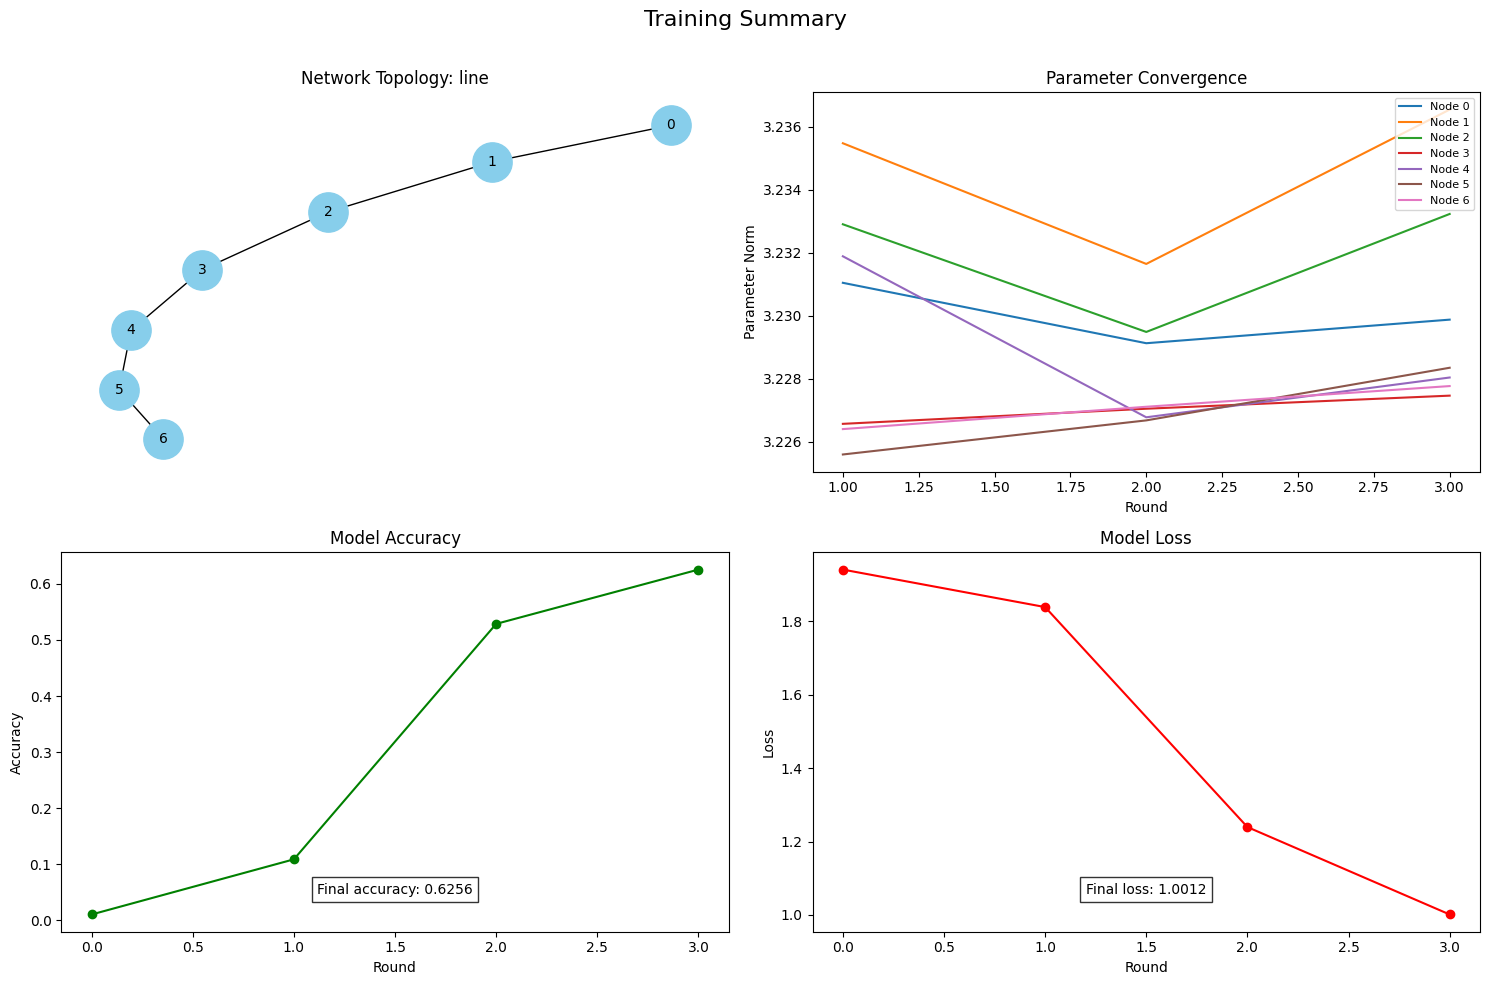 Training Summary
Network Topology: line
0
1
2
3
4
5
6
Parameter Convergence
Parameter Norm
3.236
3.234
3.232
3.230
3.228
3.226
Node 0
Node 1
Node 2
Node 3
Node 4
Node 5
Node 6
1.00 1.25 1.50 1.75 2.00 2.25 2.50 2.75 3.00
Round
Model Accuracy
Accuracy
0.6
0.5
0.4
0.3
0.2
0.1
0.0
Final accuracy: 0.6256
0.0 0.5 1.0 1.5 2.0 2.5 3.0
Round
Model Loss
Loss
1.8
1.6
1.4
1.2
1.0
Final loss: 1.0012
0.0 0.5 1.0 1.5 2.0 2.5 3.0
Round